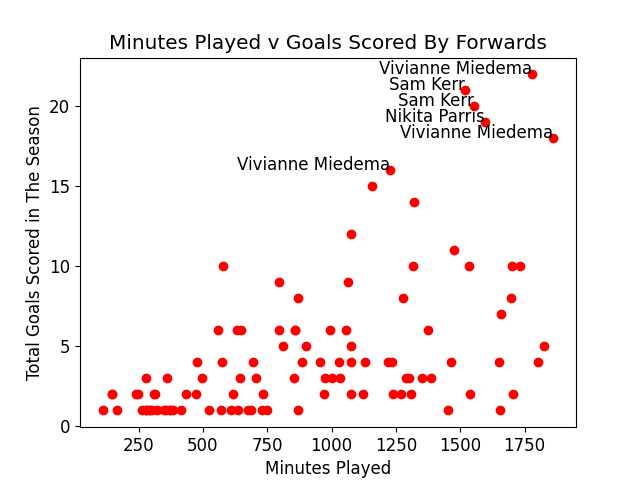 Minutes Played v Goals Scored By Forwards
Vivianne Miedema
Sam Kerr
Sam Kerr
Nikita Parris
Vivianne Miedema
Vivianne Miedema
Total Goals Scored in The Season
20
15
10
5
0
250 500 750 1000 1250 1500 1750
Minutes Played